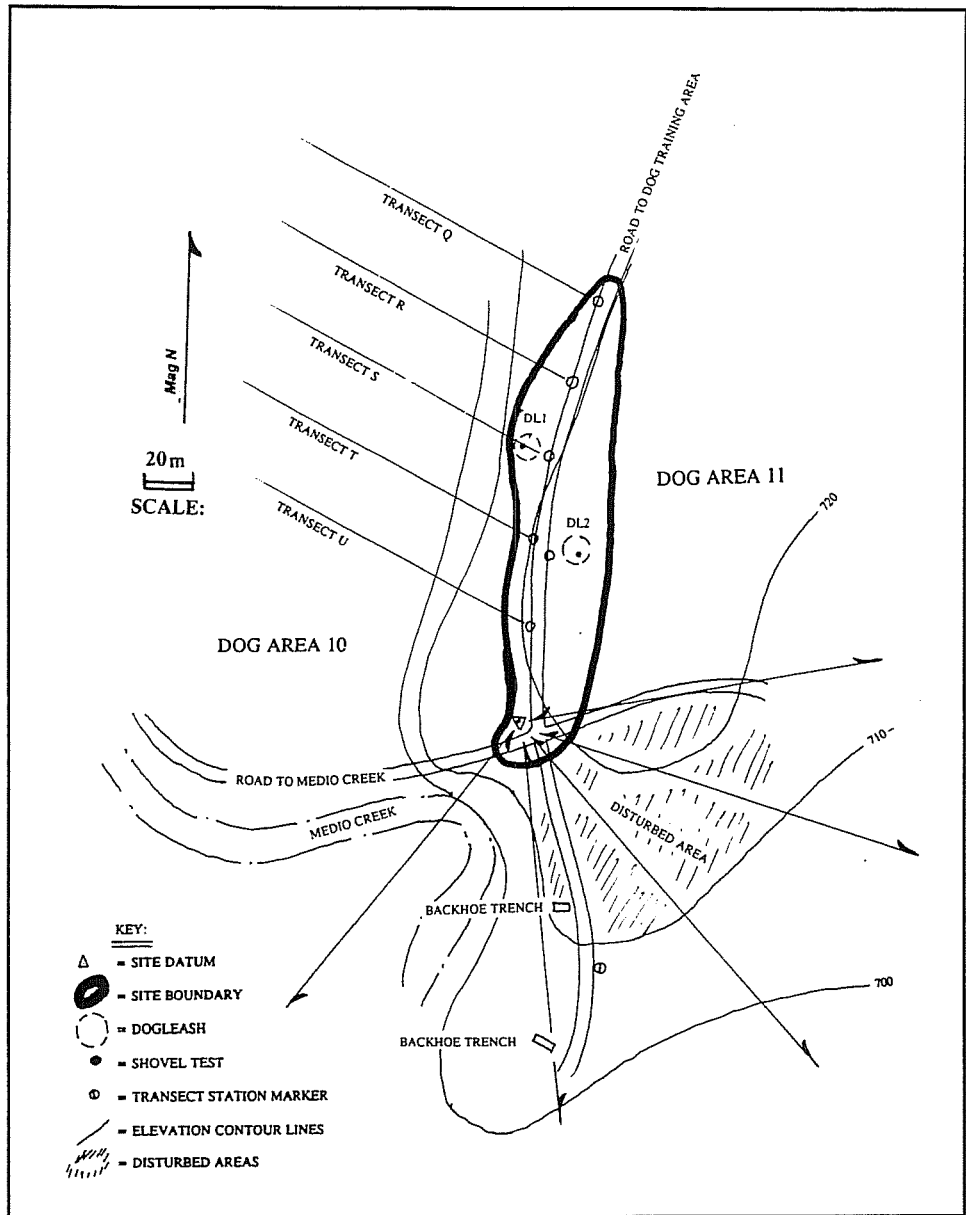 ROAD TO DOG TRAINING AREA
TRANSECT Q
TRANSECT R
TRANSECT S
TRANSECT T
TRANSECT U
Mag N
20 m
SCALE:
DL1
DL2
DOG AREA 11
DOG AREA 10
720
710
700
ROAD TO MEDIO CREEK
MEDIO CREEK
DISTURBED AREA
BACKHOE TRENCH
BACKHOE TRENCH
KEY:
= SITE DATUM
= SITE BOUNDARY
= DOGLEASH
= SHOVEL TEST
= TRANSECT STATION MARKER
= ELEVATION CONTOUR LINES
= DISTURBED AREAS